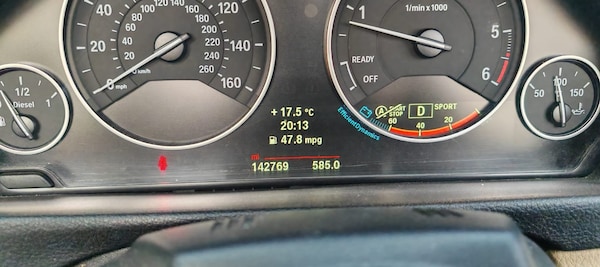 40
60
80
100
120
140
160
20
0
80
140
160
180
200
220
240
260
km/h
mph
1
5
6
1/min x 1000
READY
OFF
1/2
Diesel
1
50
100
150
+ 17.5 °C
20:13
47.8 mpg
142769 585.0
EfficientDynamics
A START
STOP
D SPORT
60
40
20